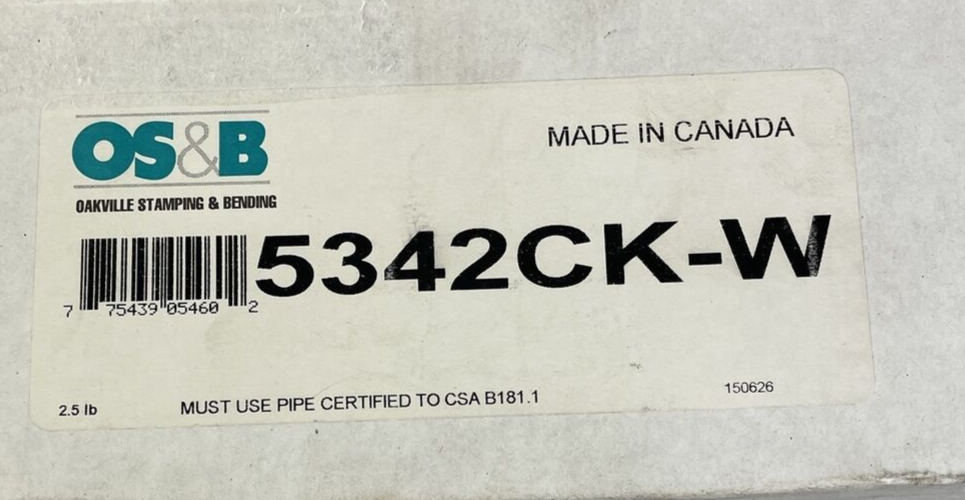 OS&B
MADE IN CANADA
OAKVILLE STAMPING & BENDING
5342CK-W
7 75439 05460 2
2.5 lb
MUST USE PIPE CERTIFIED TO CSA B181.1
150626